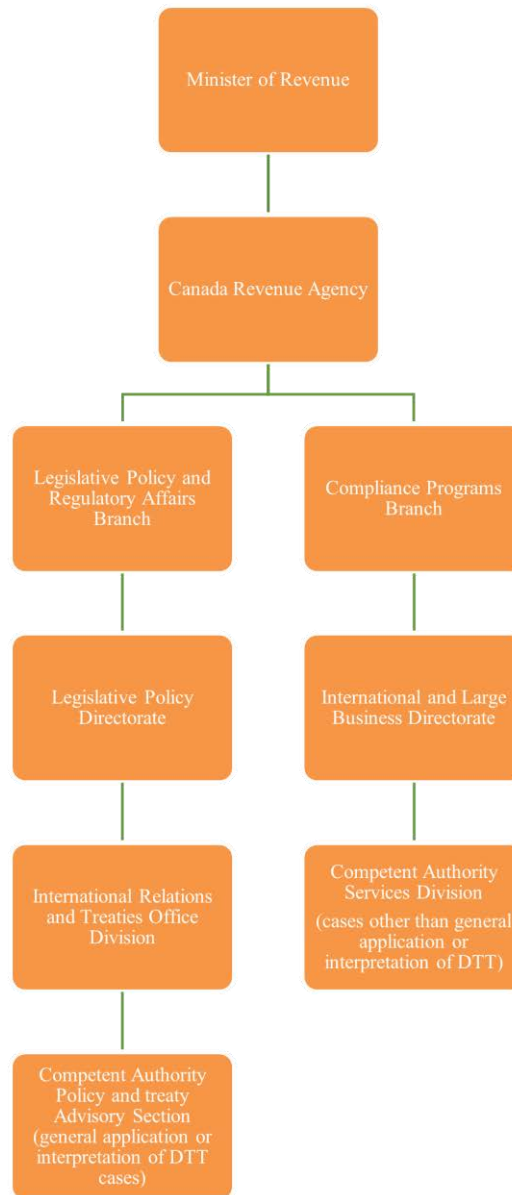 Minister of Revenue
Canada Revenue Agency
Legislative Policy and
Regulatory Affairs
Branch
Compliance Programs
Branch
Legislative Policy
Directorate
International and Large
Business Directorate
International Relations
and Treaties Office
Division
Competent Authority
Services Division
(cases other than general
application or
interpretation of DTT)
Competent Authority
Policy and treaty
Advisory Section
(general application or
interpretation of DTT
cases)